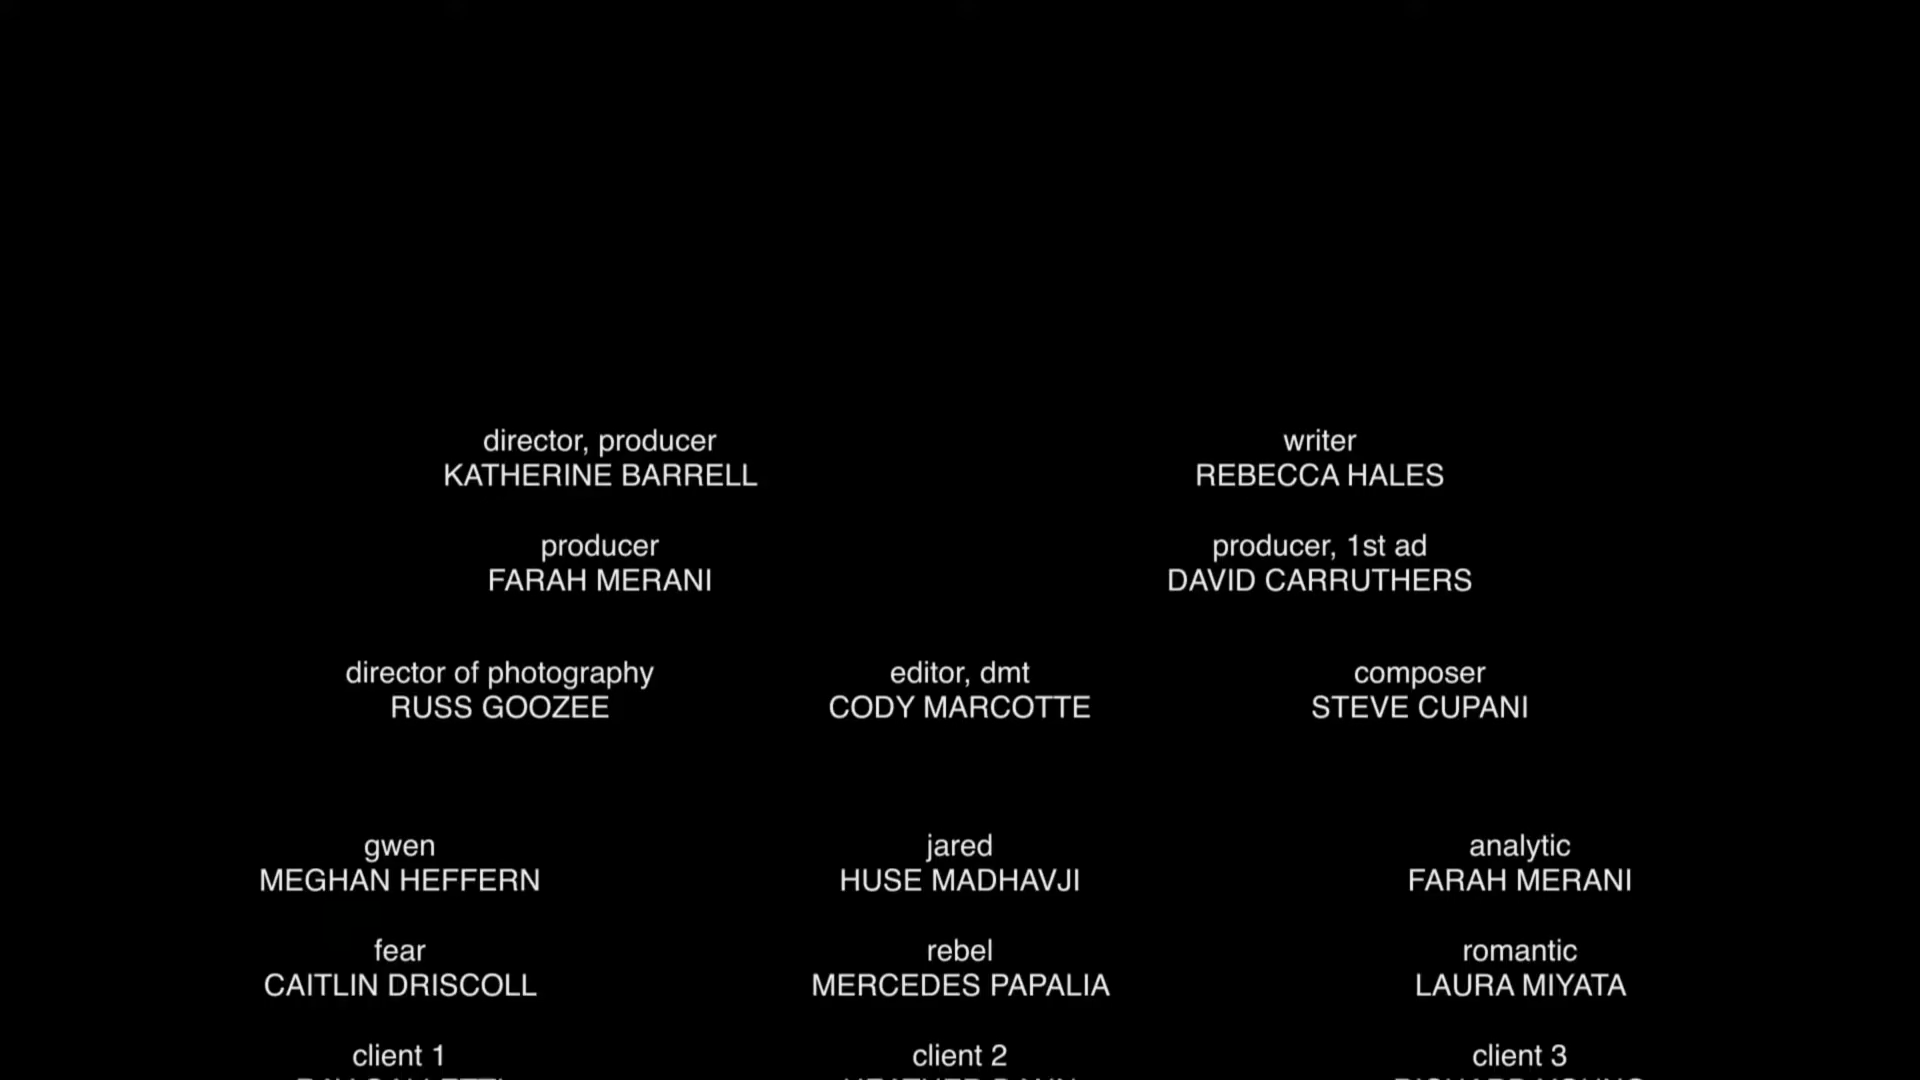 director, producer
KATHERINE BARRELL
writer
REBECCA HALES
producer
FARAH MERANI
producer, 1st ad
DAVID CARRUTHERS
director of photography
RUSS GOOZEE
editor, dmt
CODY MARCOTTE
composer
STEVE CUPANI
gwen
MEGHAN HEFFERN
jared
HUSE MADHAVJI
analytic
FARAH MERANI
fear
CAITLIN DRISCOLL
rebel
MERCEDES PAPALIA
romantic
LAURA MIYATA
client 1
client 2
client 3